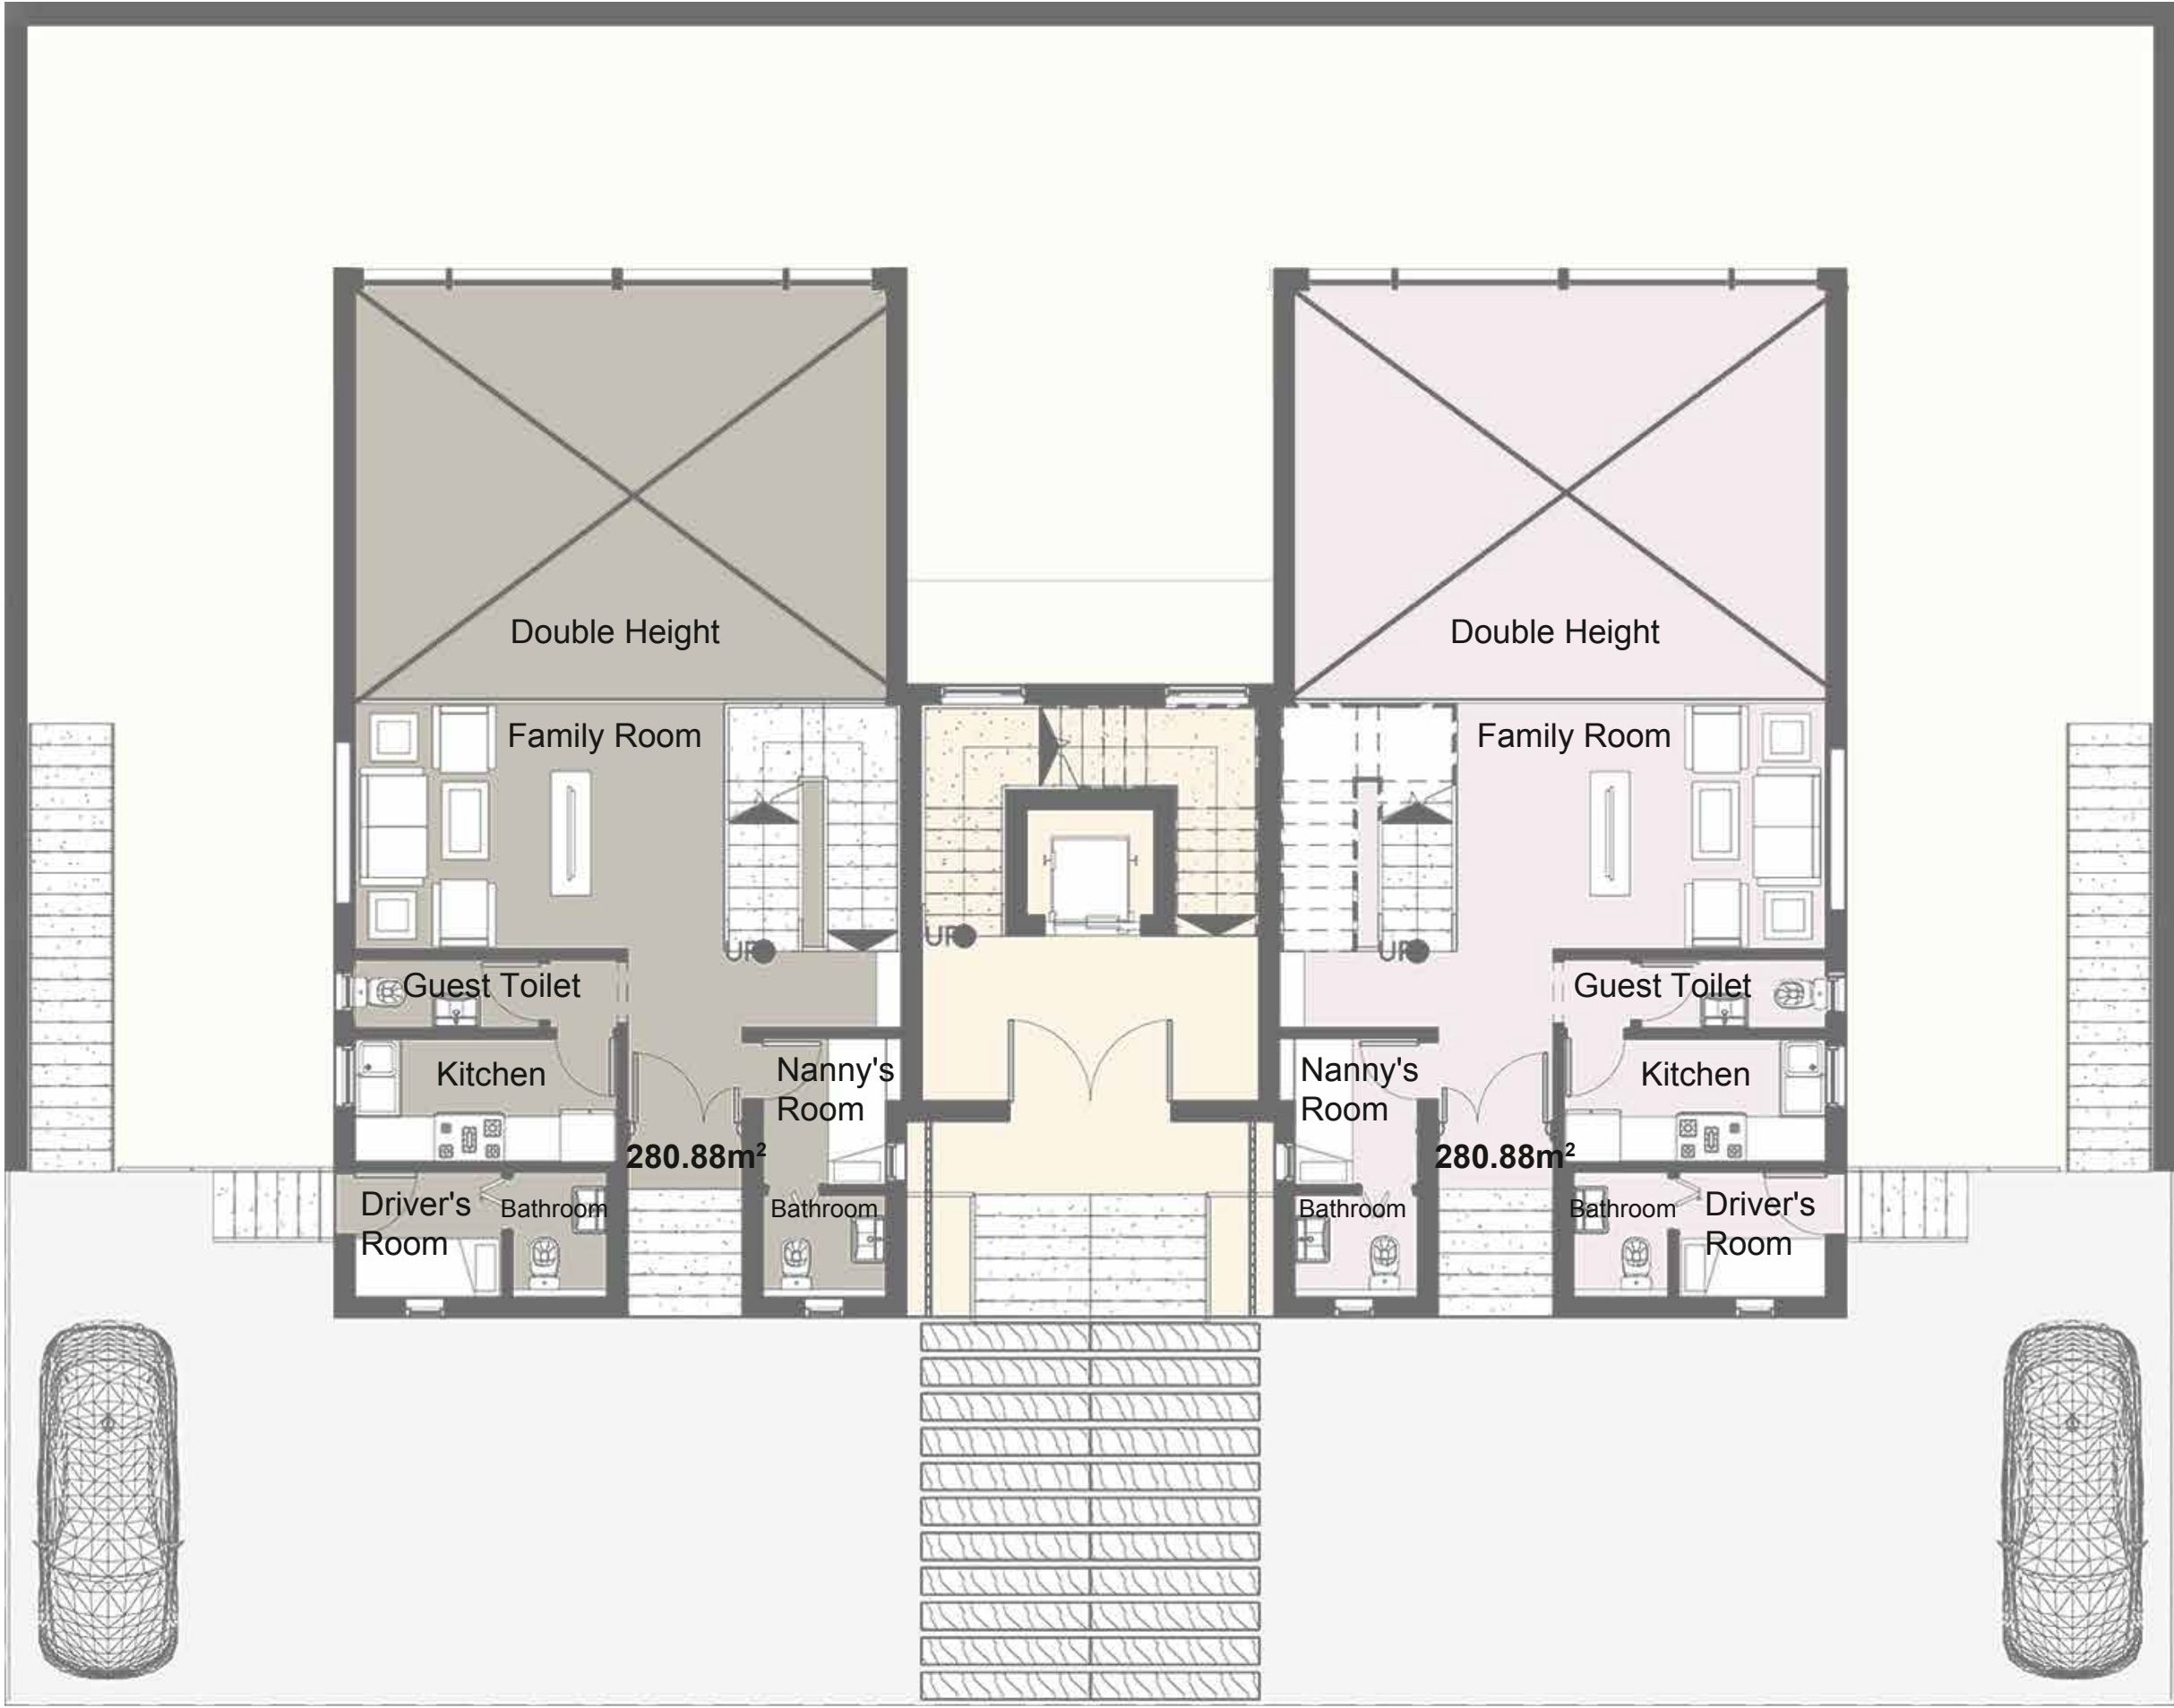 Double Height
Double Height
Family Room
Family Room
UP
UP
UP
Guest Toilet
Guest Toilet
Kitchen
Nanny's
Room
Nanny's
Room
Kitchen
280.88m²
280.88m²
Driver's
Room
Bathroom
Bathroom
Bathroom
Bathroom
Driver's
Room